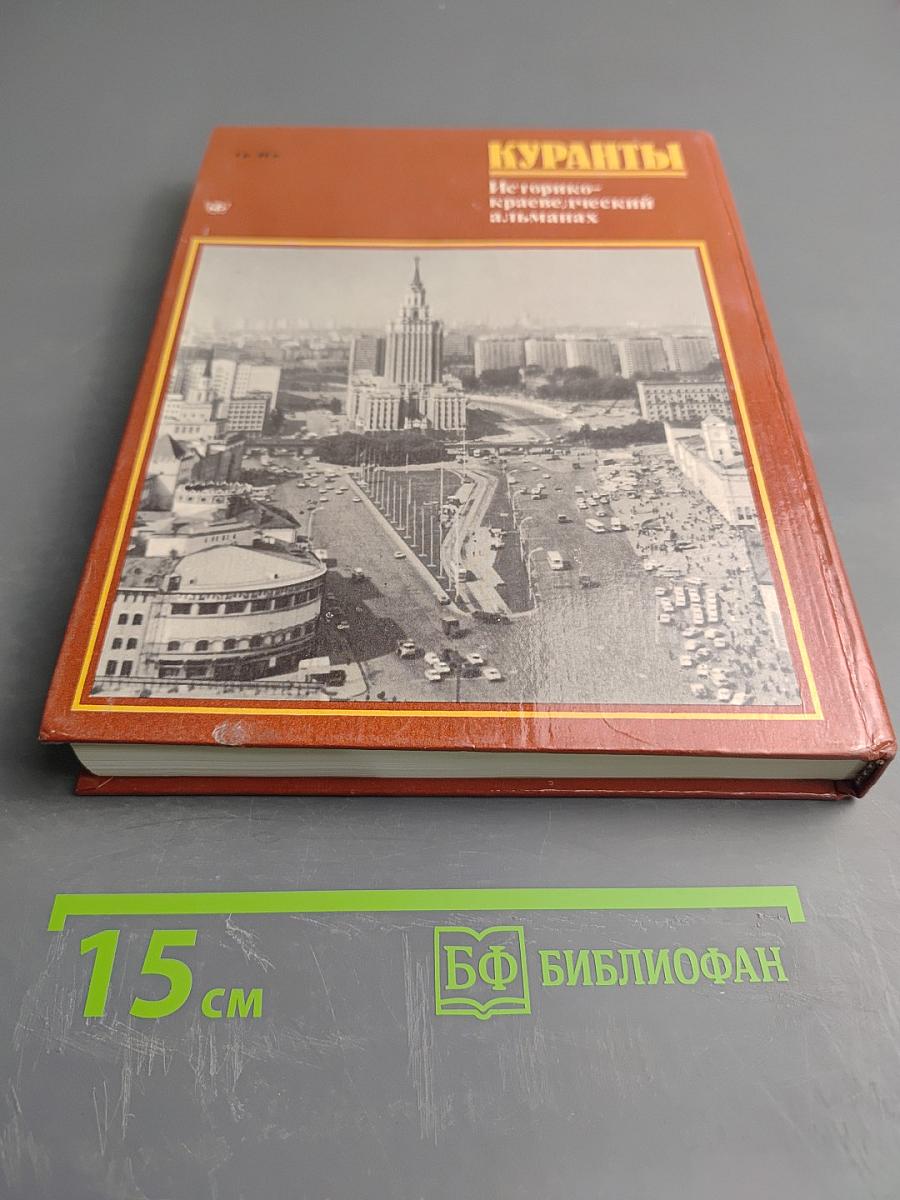 КУРАНТЫ
Историко-
краеведческий
альманах
15 см
БФ БИБЛИОФАН